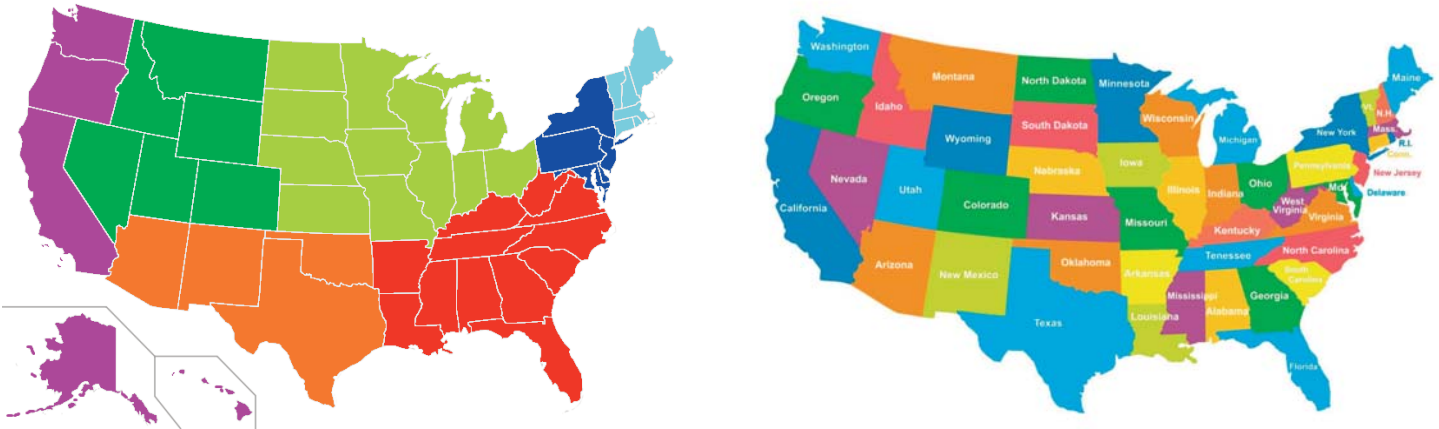 Washington
Montana
North Dakota
Minnesota
Maine
Oregon
Idaho
South Dakota
Wisconsin
Vt.
N.H.
Wyoming
Michigan
New York
Mass.
R.I.
Conn.
Nebraska
Iowa
Pennsylvania
New Jersey
Nevada
Utah
Colorado
Illinois
Indiana
Ohio
Md.
Delaware
California
Kansas
Missouri
West
Virginia
Virginia
Kentucky
Arizona
New Mexico
Oklahoma
Arkansas
Tenessee
North Carolina
South
Carolina
Texas
Louisiana
Mississippi
Alabama
Georgia
Florida